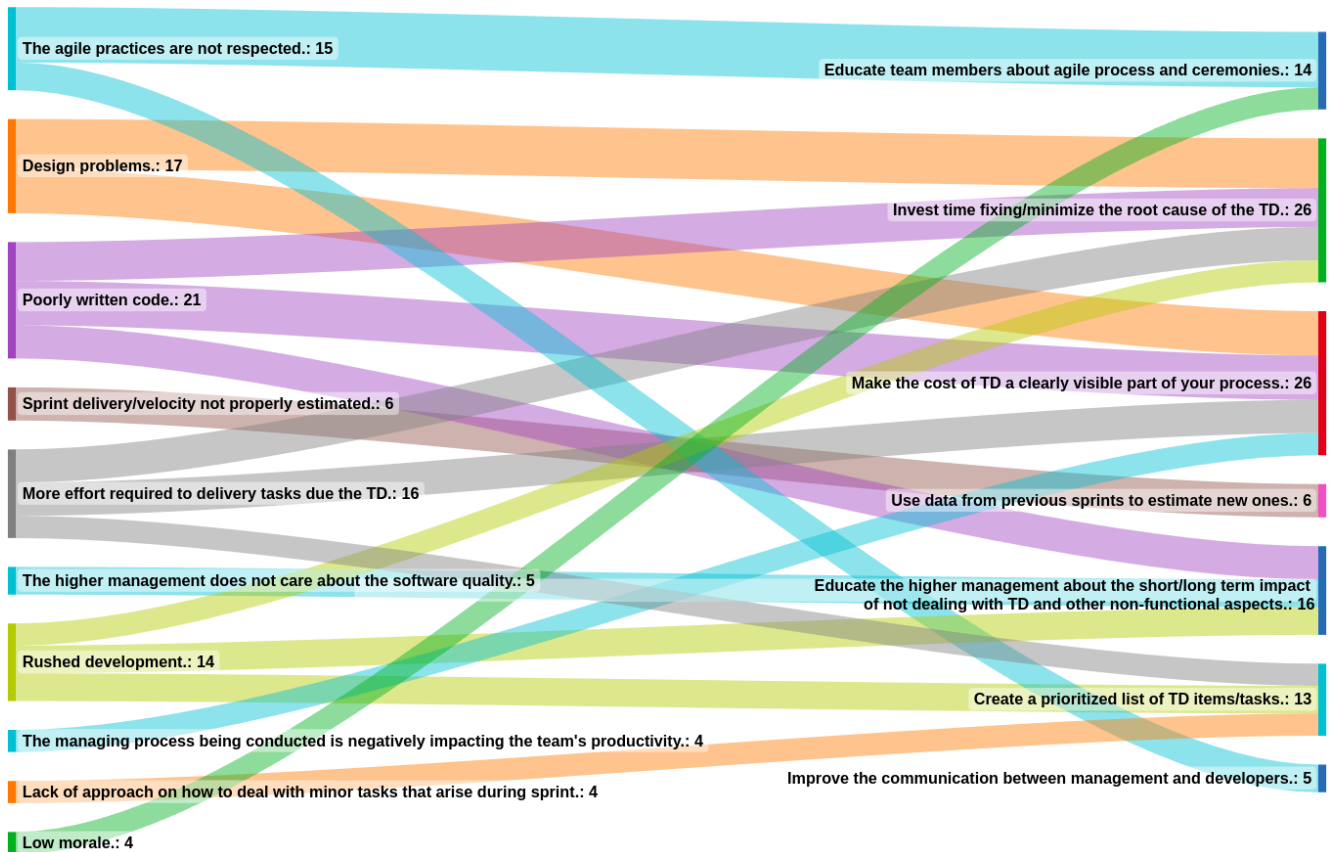 The agile practices are not respected.: 15
Design problems.: 17
Poorly written code.: 21
Sprint delivery/velocity not properly estimated.: 6
More effort required to delivery tasks due the TD.: 16
The higher management does not care about the software quality.: 5
Rushed development.: 14
The managing process being conducted is negatively impacting the team's productivity.: 4
Lack of approach on how to deal with minor tasks that arise during sprint.: 4
Low morale.: 4
Educate team members about agile process and ceremonies.: 14
Invest time fixing/minimize the root cause of the TD.: 26
Make the cost of TD a clearly visible part of your process.: 26
Use data from previous sprints to estimate new ones.: 6
Educate the higher management about the short/long term impact
of not dealing with TD and other non-functional aspects.: 16
Create a prioritized list of TD items/tasks.: 13
Improve the communication between management and developers.: 5